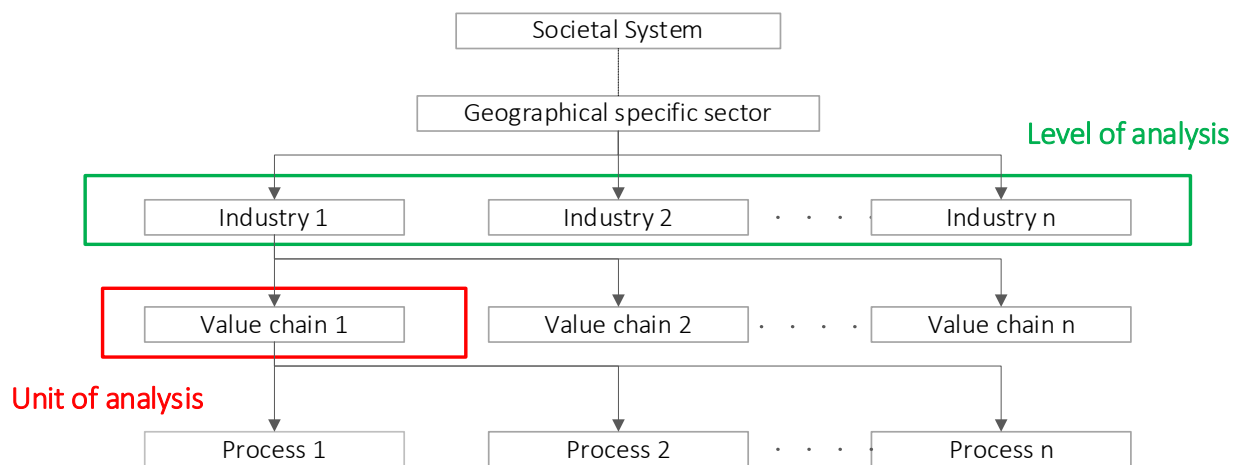 Societal System
Geographical specific sector
Level of analysis
Industry 1
Industry 2
. . . .
Industry n
Value chain 1
Value chain 2
. . . .
Value chain n
Unit of analysis
Process 1
Process 2
. . . .
Process n